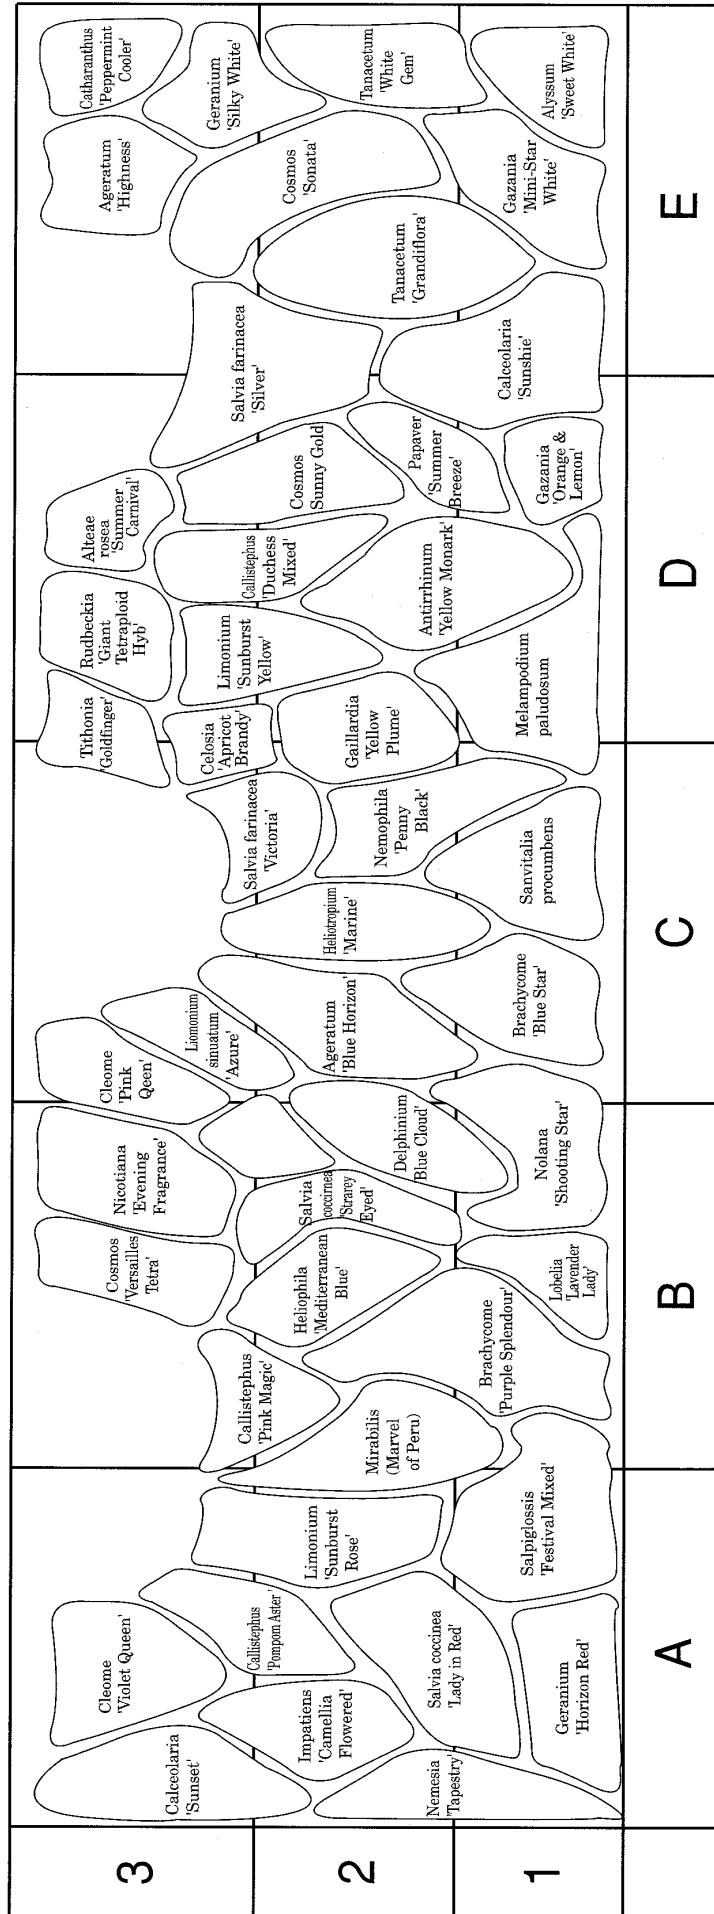 3
2
1
Calceolaria
'Sunset'
Cleome
'Violet Queen'
Callistephus
'Pompom Aster'
Impatiens
'Camellia
Flowered'
Limonium
'Sunburst
Rose'
Nemesia
'Tapestry'
Salvia coccinea
'Lady in Red'
Geranium
'Horizon Red'
Salpiglossis
'Festival Mixed'
Callistephus
'Pink Magic'
Mirabilis
(Marvel
of Peru)
Cosmos
'Versailles
Tetra'
Nicotiana
'Evening
Fragrance'
Heliophila
'Mediterranean
Blue'
Salvia
coccirnea
'Strarey
Eyed'
Brachycome
'Purple Splendour'
Lobelia
'Lavender
Lady'
Delphinium
'Blue Cloud'
Nolana
'Shooting Star'
Cleome
'Pink
Qeen'
Liomonium
sinuatum
'Azure'
Ageratum
'Blue Horizon'
Brachycome
'Blue Star'
Heliotropium
'Marine'
Salvia farinacea
'Victoria'
Nemophila
'Penny
Black'
Sanvitalia
procumbens
Tithonia
'Goldfinger'
Celosia
'Apricot
Brandy'
Gaillardia
'Yellow
Plume'
Rudbeckia
'Giant
Tetraploid
Hyb'
Limonium
'Sunburst
Yellow'
Melampodium
paludosum
Alteae
rosea
'Summer
Carnival'
Callistephus
'Duchess
Mixed'
Antirrhinum
'Yellow Monark'
Cosmos
Sunny Gold'
Papaver
'Summer
Breeze'
Gazania
'Orange &
Lemon'
Salvia farinacea
'Silver'
Calceolaria
'Sunshie'
Tanacetum
'Grandiflora'
Cosmos
'Sonata'
Gazania
'Mini-Star
White'
Ageratum
'Highness'
Catharanthus
'Peppermint
Cooler'
Geranium
'Silky White'
Tanacetum
'White
Gem'
Alyssum
'Sweet White'
A
B
C
D
E